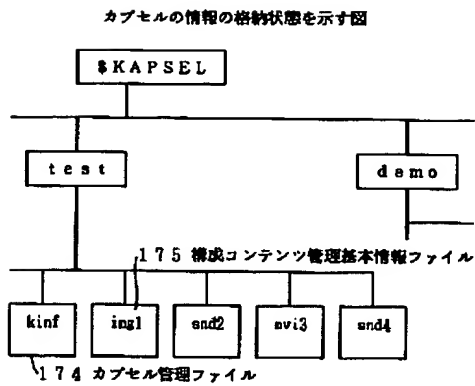 カプセルの情報の格納状態を示す図
$KAPSEL
test
demo
175 構成コンテンツ管理基本情報ファイル
kinf
img1
snd2
mvi3
snd4
174 カプセル管理ファイル